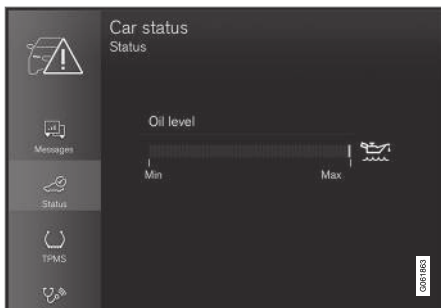 Car status
Status
Messages
Status
TPMS
Oil level
Min Max
G061863